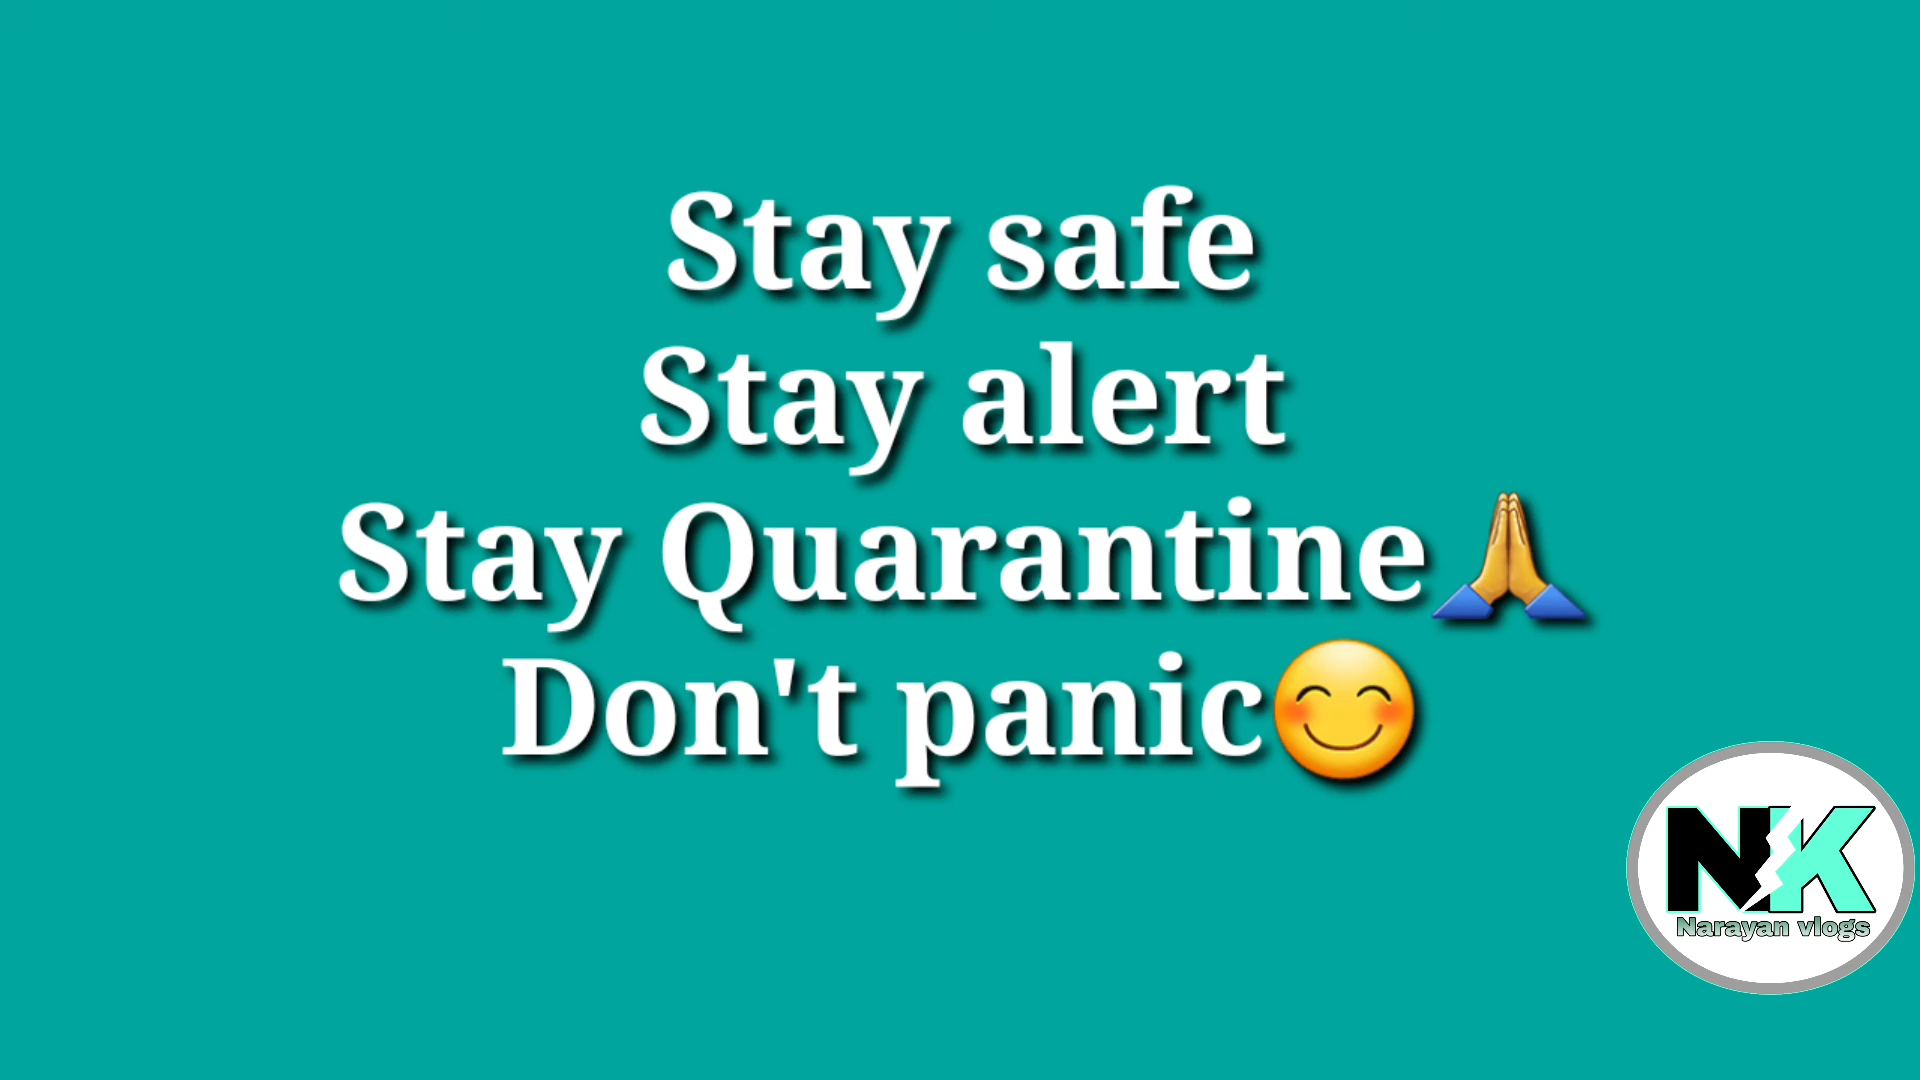 Stay safe
Stay alert
Stay Quarantine🙏
Don't panic😊
NK
Narayan vlogs